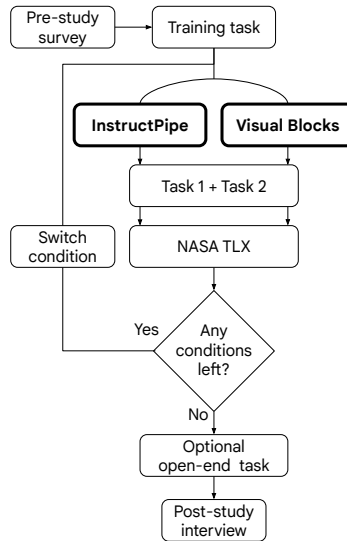 Pre-study
survey
Training task
InstructPipe
Visual Blocks
Task 1 + Task 2
Switch
condition
NASA TLX
Yes
Any
conditions
left?
No
Optional
open-end task
Post-study
interview